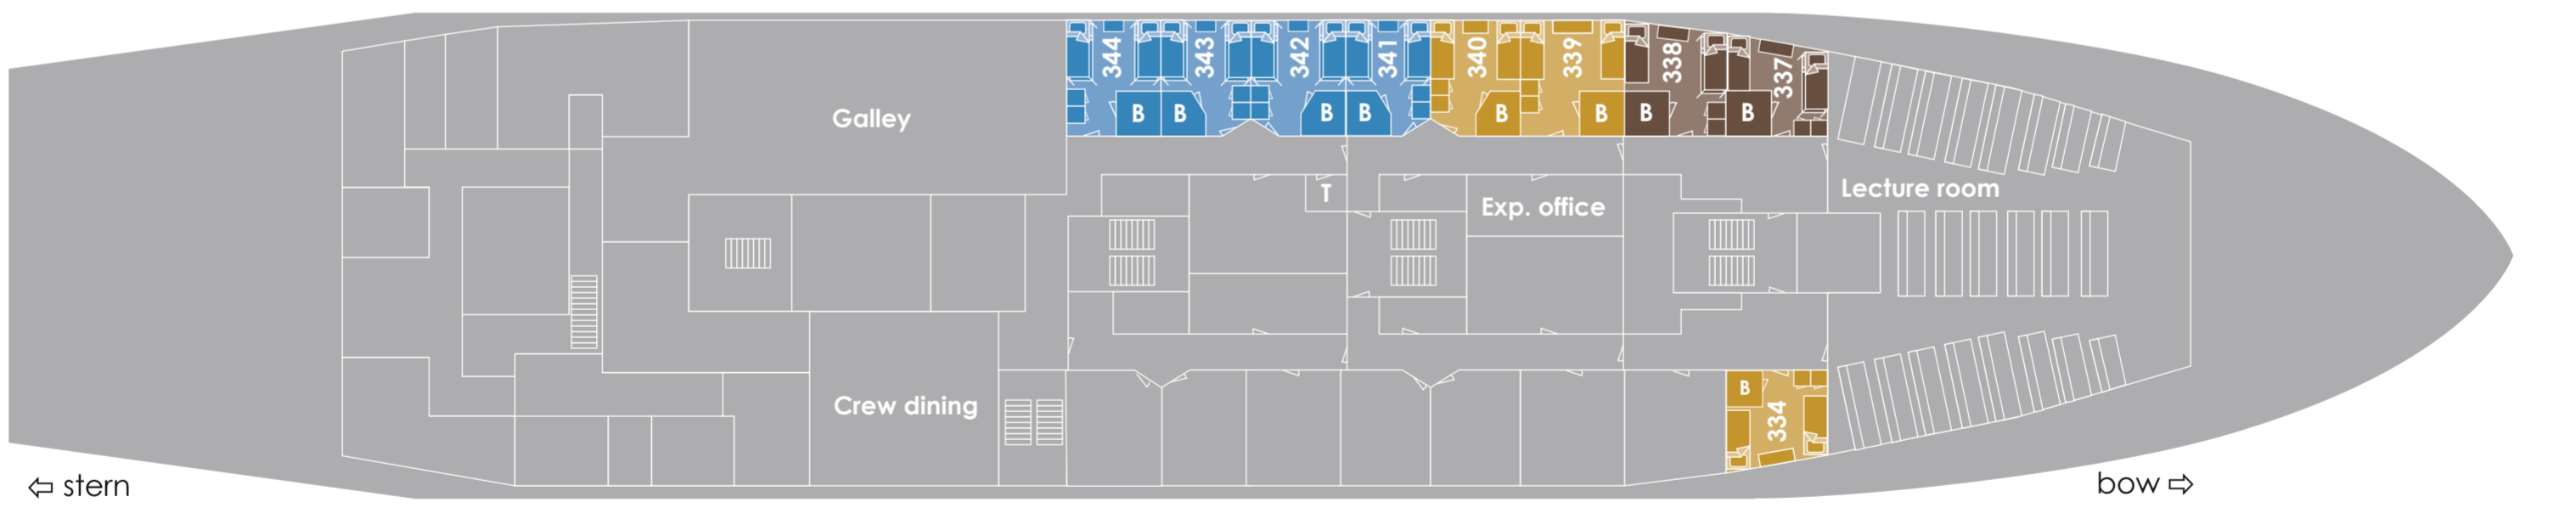 344
343
342
341
340
339
338
337
B
B
B
B
B
B
B
B
Galley
T
Exp. office
Lecture room
Crew dining
B
334
⇦ stern
bow ⇨